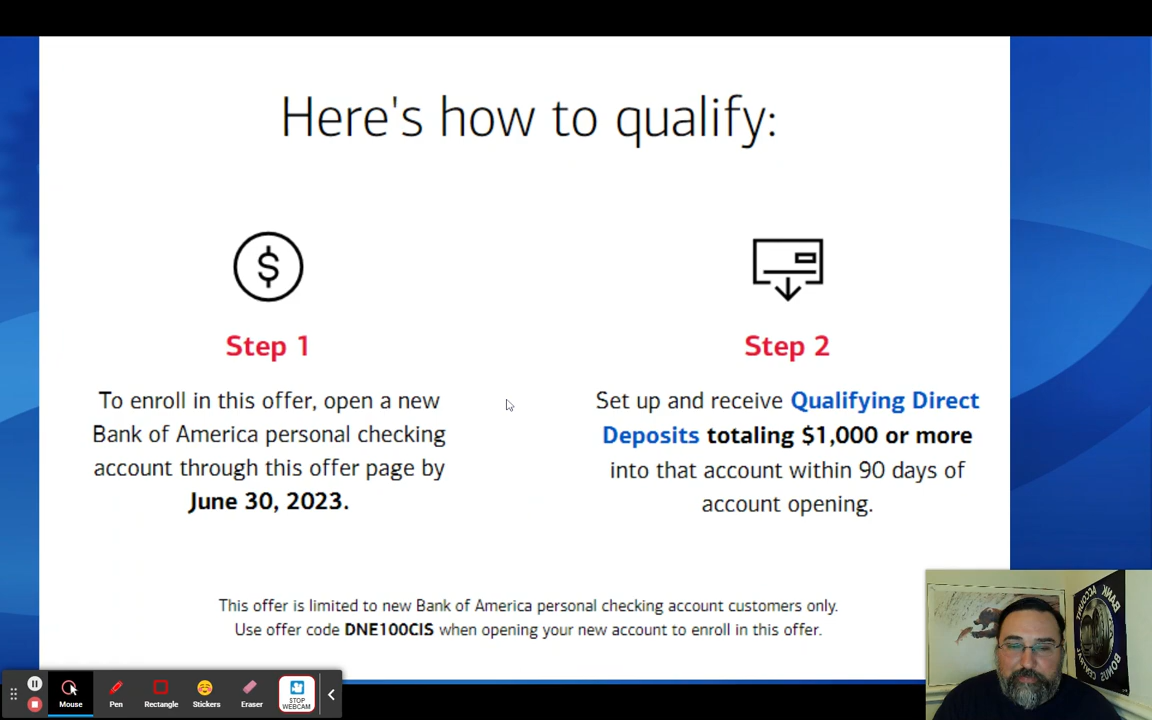 Here's how to qualify:
Step 1
To enroll in this offer, open a new
Bank of America personal checking
account through this offer page by
June 30, 2023.
Step 2
Set up and receive Qualifying Direct
Deposits totaling $1,000 or more
into that account within 90 days of
account opening.
This offer is limited to new Bank of America personal checking account customers only.
Use offer code DNE100CIS when opening your new account to enroll in this offer.
BANK ACCOUNT
BONUS CENTRAL
Mouse
Pen
Rectangle
Stickers
Eraser
STOP
WEBCAM